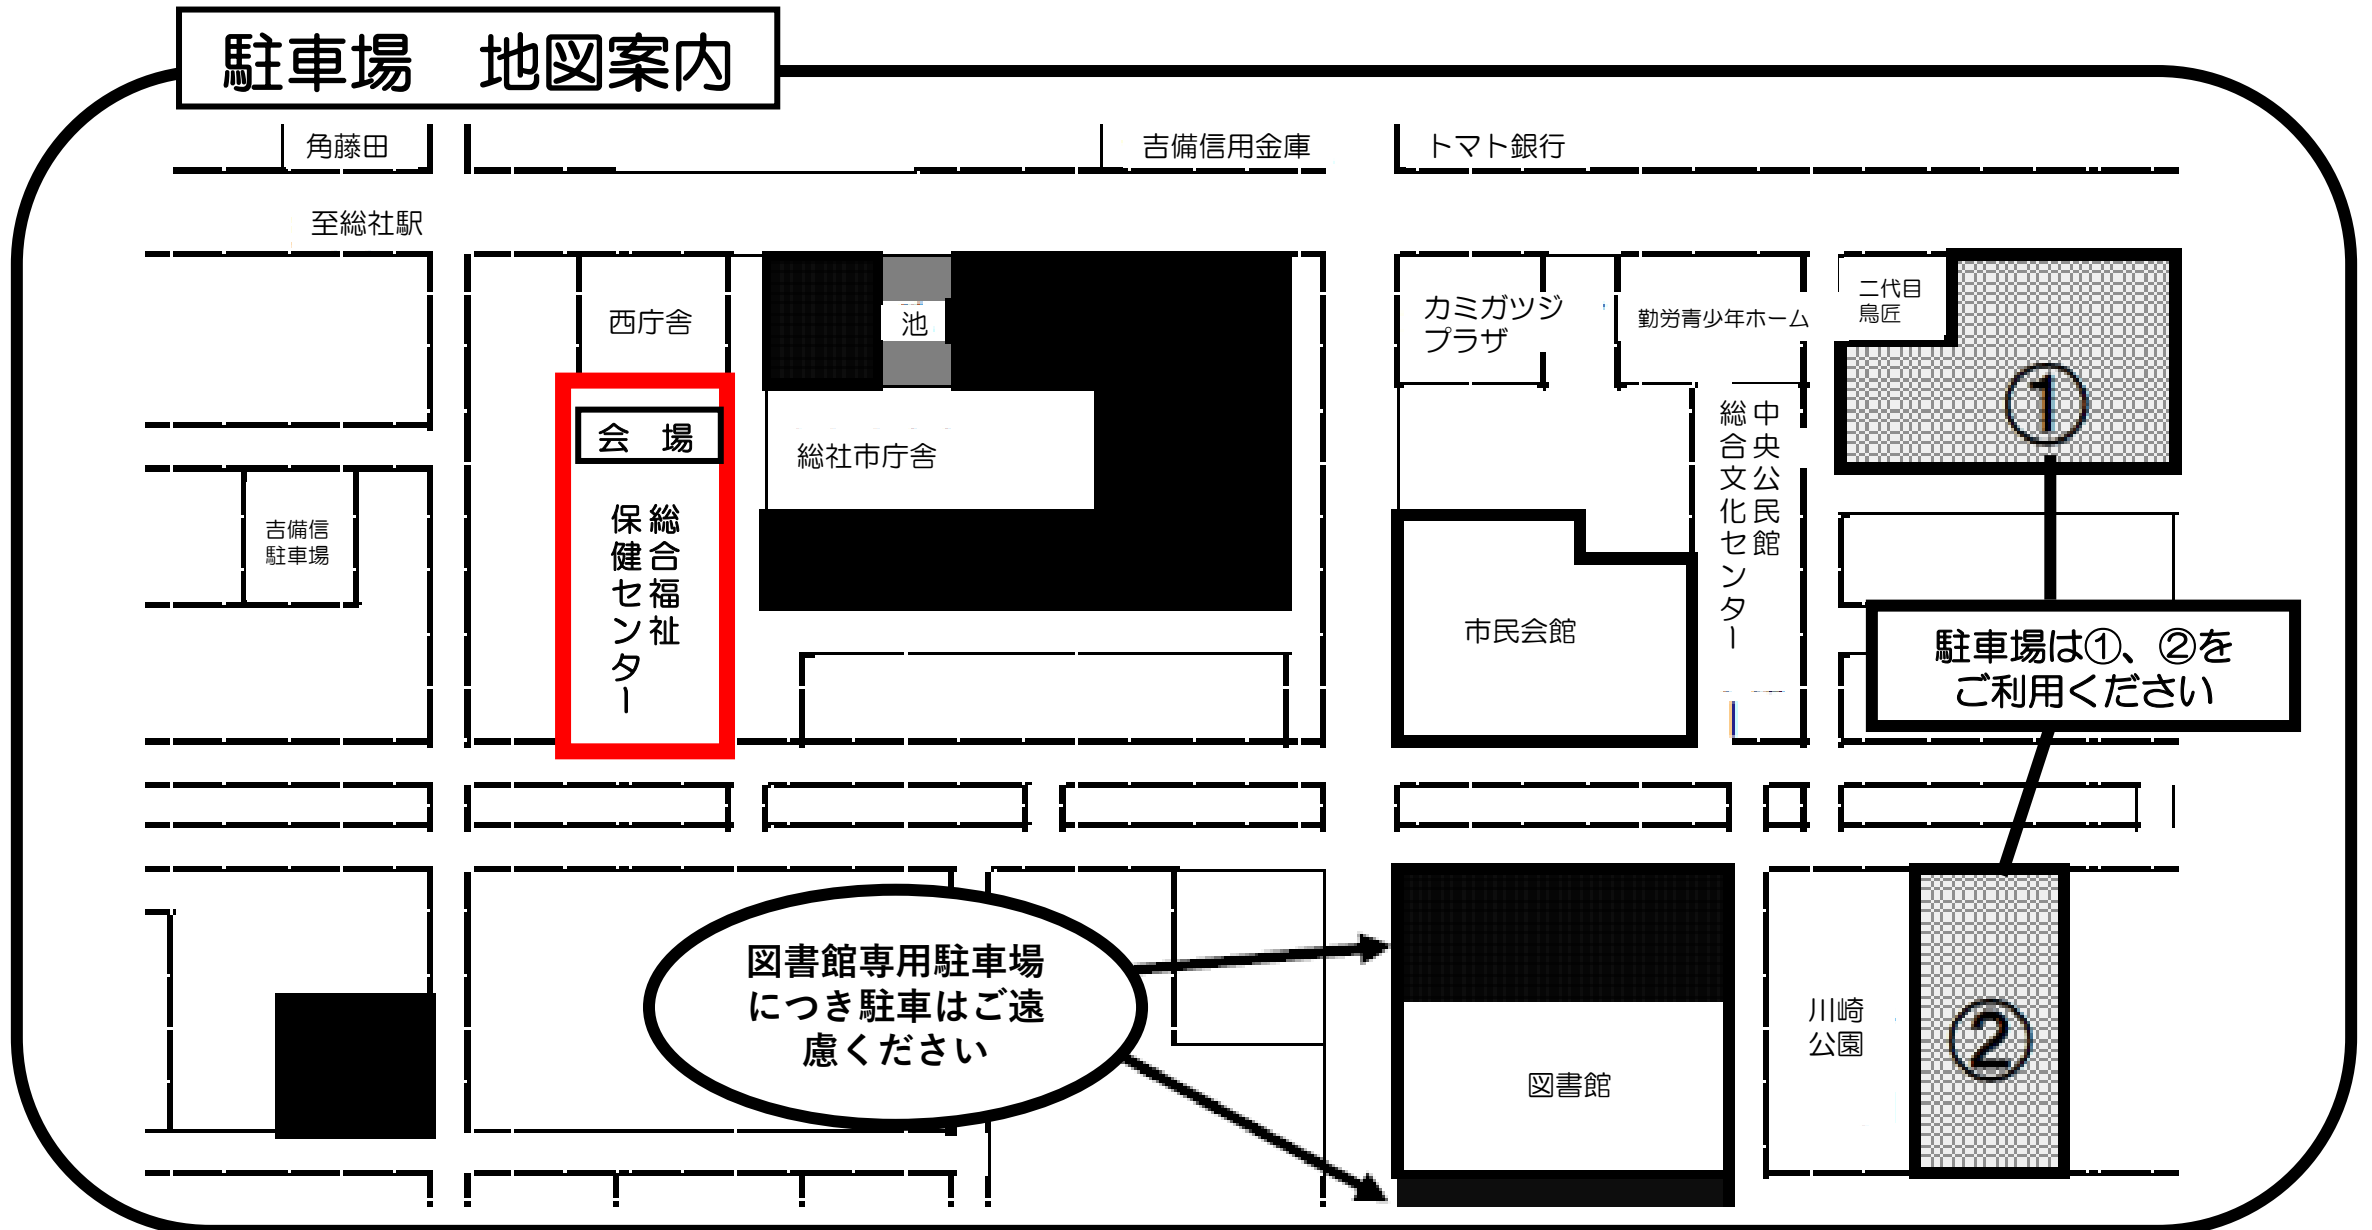 駐車場　地図案内
角藤田
吉備信用金庫
トマト銀行
至総社駅
西庁舎
池
カミガツジ
プラザ
勤労青少年ホーム
二代目
鳥匠
①
会　場
総合福祉
保健センター
総社市庁舎
中央公民館
総合文化センター
吉備信
駐車場
市民会館
駐車場は①、②を
ご利用ください
図書館専用駐車場
につき駐車はご遠
慮ください
図書館
川崎
公園
②